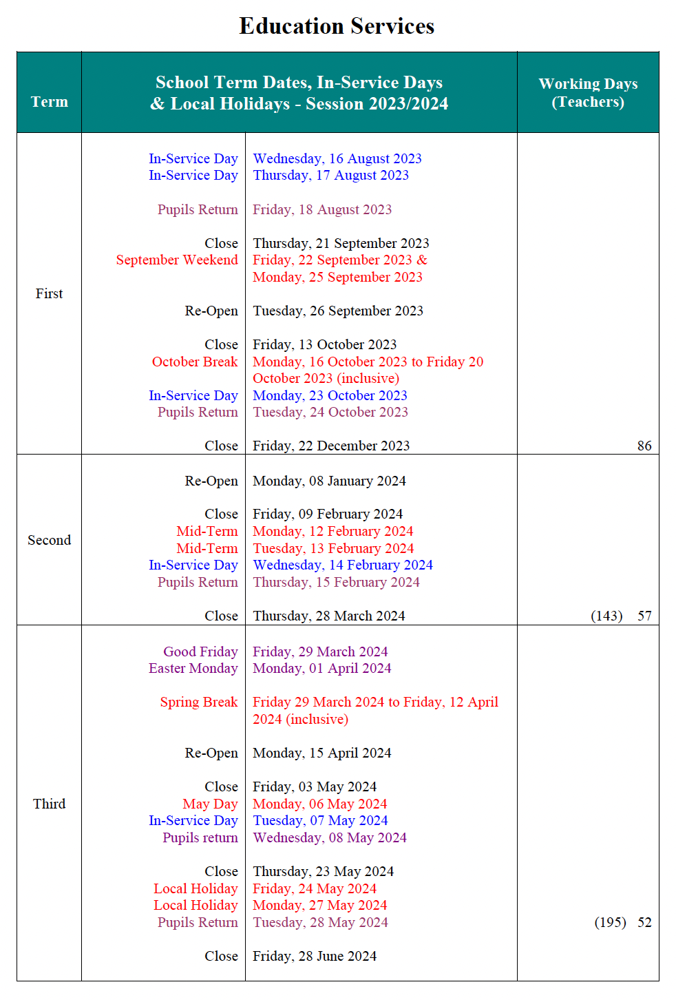 Education Services
Term
School Term Dates, In-Service Days
& Local Holidays - Session 2023/2024
Working Days
(Teachers)
In-Service Day Wednesday, 16 August 2023
In-Service Day Thursday, 17 August 2023
Pupils Return Friday, 18 August 2023
Close Thursday, 21 September 2023
September Weekend Friday, 22 September 2023 &
Monday, 25 September 2023
First
Re-Open Tuesday, 26 September 2023
Close Friday, 13 October 2023
October Break Monday, 16 October 2023 to Friday 20
October 2023 (inclusive)
In-Service Day Monday, 23 October 2023
Pupils Return Tuesday, 24 October 2023
Close Friday, 22 December 2023 86
Re-Open Monday, 08 January 2024
Close Friday, 09 February 2024
Mid-Term Monday, 12 February 2024
Second
Mid-Term Tuesday, 13 February 2024
In-Service Day Wednesday, 14 February 2024
Pupils Return Thursday, 15 February 2024
Close Thursday, 28 March 2024 (143) 57
Good Friday Friday, 29 March 2024
Easter Monday Monday, 01 April 2024
Spring Break Friday 29 March 2024 to Friday, 12 April
2024 (inclusive)
Re-Open Monday, 15 April 2024
Close Friday, 03 May 2024
Third
May Day Monday, 06 May 2024
In-Service Day Tuesday, 07 May 2024
Pupils return Wednesday, 08 May 2024
Close Thursday, 23 May 2024
Local Holiday Friday, 24 May 2024
Local Holiday Monday, 27 May 2024
Pupils Return Tuesday, 28 May 2024 (195) 52
Close Friday, 28 June 2024